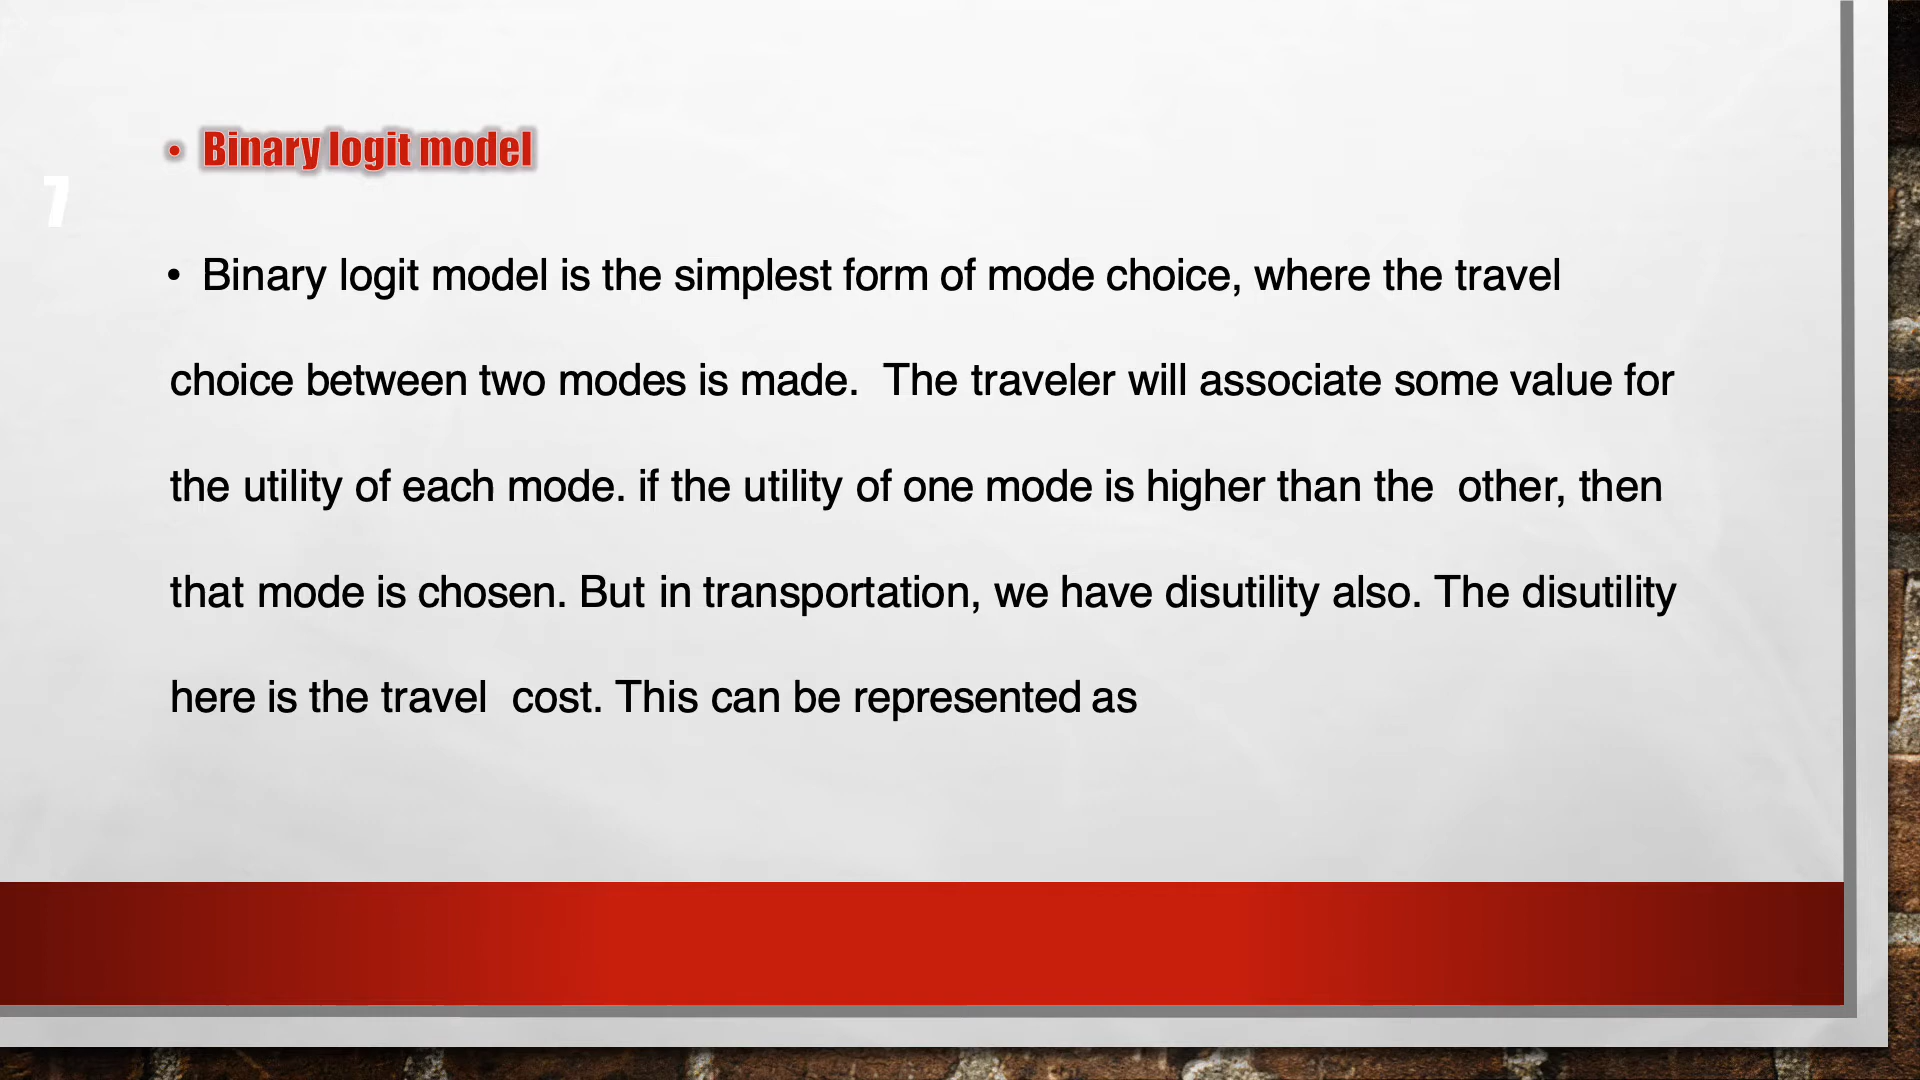 • Binary logit model
7
• Binary logit model is the simplest form of mode choice, where the travel
choice between two modes is made.  The traveler will associate some value for
the utility of each mode. if the utility of one mode is higher than the  other, then
that mode is chosen. But in transportation, we have disutility also. The disutility
here is the travel  cost. This can be represented as